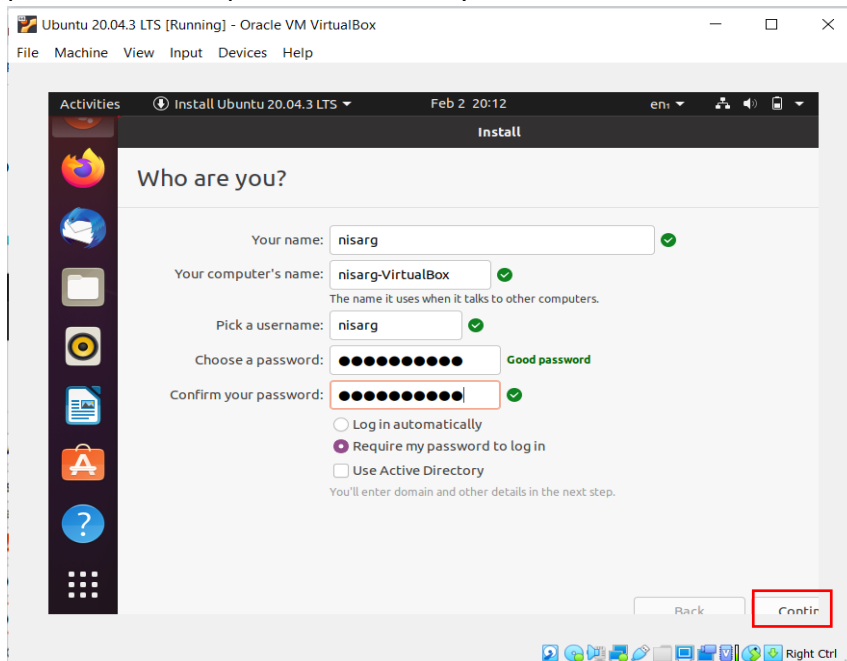 Ubuntu 20.04.3 LTS [Running] - Oracle VM VirtualBox
File Machine View Input Devices Help
Activities Install Ubuntu 20.04.3 LTS Feb 2 20:12 en₁
Install
Who are you?
Your name: nisarg
Your computer's name: nisarg-VirtualBox
The name it uses when it talks to other computers.
Pick a username: nisarg
Choose a password: ●●●●●●●●●● Good password
Confirm your password: ●●●●●●●●●●
Log in automatically
Require my password to log in
Use Active Directory
You'll enter domain and other details in the next step.
Back Contin
Right Ctrl